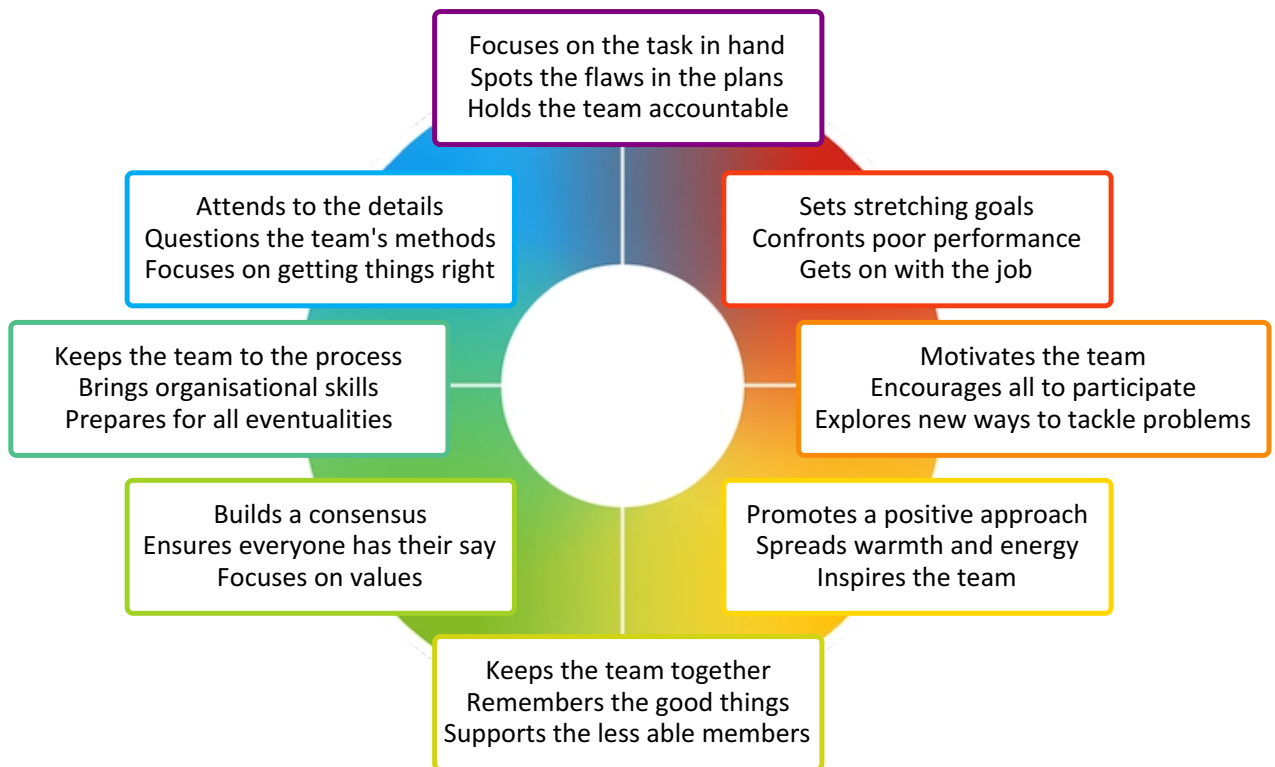 Focuses on the task in hand
Spots the flaws in the plans
Holds the team accountable
Attends to the details
Questions the team's methods
Focuses on getting things right
Sets stretching goals
Confronts poor performance
Gets on with the job
Keeps the team to the process
Brings organisational skills
Prepares for all eventualities
Motivates the team
Encourages all to participate
Explores new ways to tackle problems
Builds a consensus
Ensures everyone has their say
Focuses on values
Promotes a positive approach
Spreads warmth and energy
Inspires the team
Keeps the team together
Remembers the good things
Supports the less able members